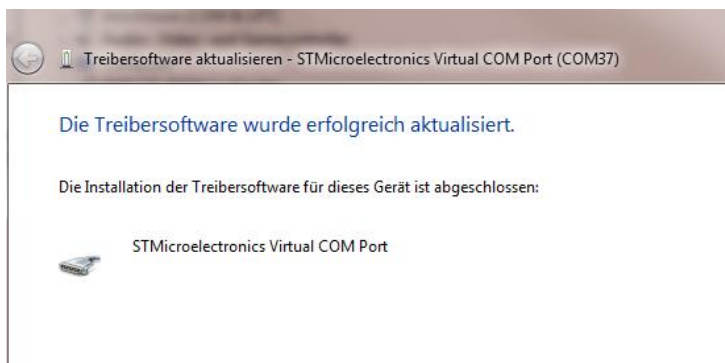 Treibersoftware aktualisieren - STMicroelectronics Virtual COM Port (COM37)
Die Treibersoftware wurde erfolgreich aktualisiert.
Die Installation der Treibersoftware für dieses Gerät ist abgeschlossen:
STMicroelectronics Virtual COM Port